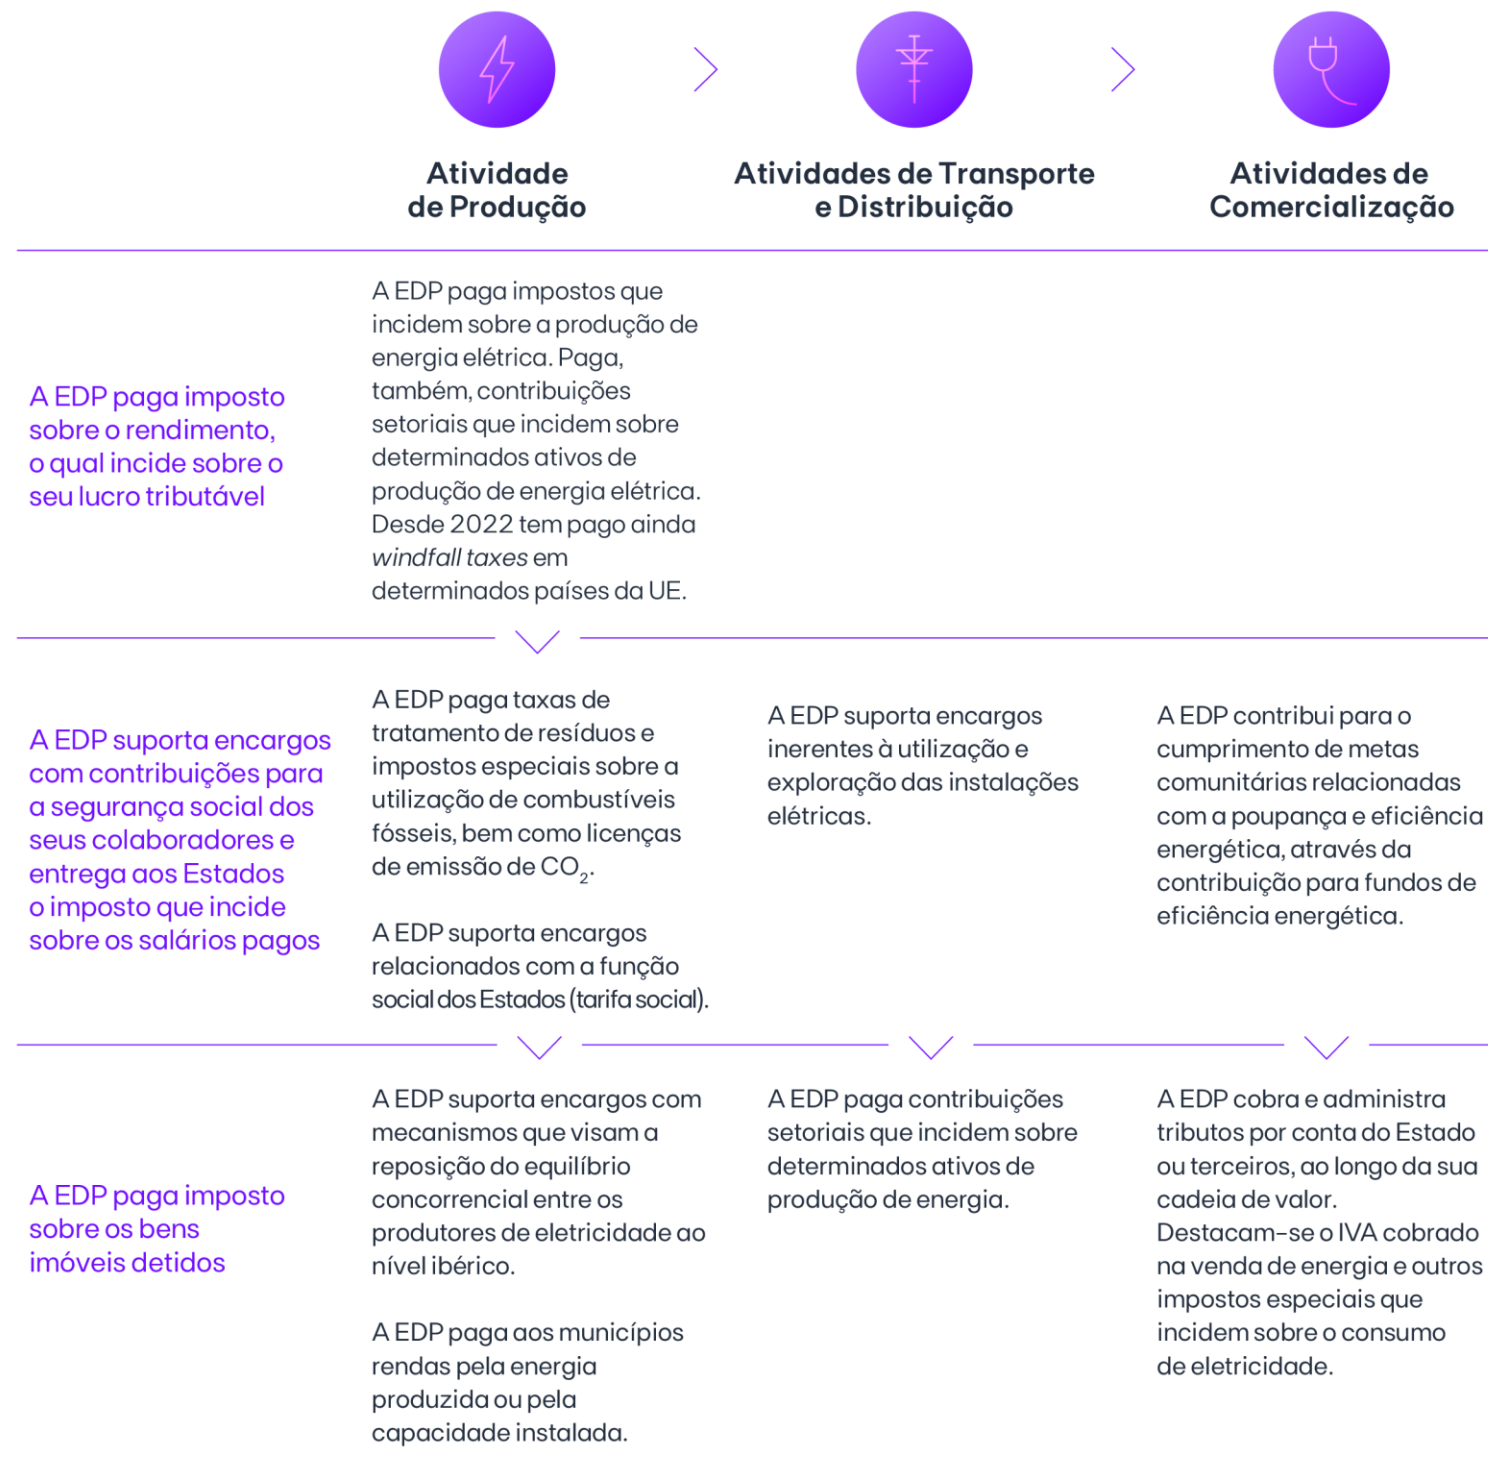 Atividade
de Produção
Atividades de Transporte
e Distribuição
Atividades de
Comercialização
A EDP paga imposto
sobre o rendimento,
o qual incide sobre o
seu lucro tributável
A EDP paga impostos que
incidem sobre a produção de
energia elétrica. Paga,
também, contribuições
setoriais que incidem sobre
determinados ativos de
produção de energia elétrica.
Desde 2022 tem pago ainda
windfall taxes em
determinados países da UE.
A EDP suporta encargos
com contribuições para
a segurança social dos
seus colaboradores e
entrega aos Estados
o imposto que incide
sobre os salários pagos
A EDP paga taxas de
tratamento de resíduos e
impostos especiais sobre a
utilização de combustíveis
fósseis, bem como licenças
de emissão de CO₂.
A EDP suporta encargos
relacionados com a função
social dos Estados (tarifa social).
A EDP suporta encargos
inerentes à utilização e
exploração das instalações
elétricas.
A EDP contribui para o
cumprimento de metas
comunitárias relacionadas
com a poupança e eficiência
energética, através da
contribuição para fundos de
eficiência energética.
A EDP paga imposto
sobre os bens
imóveis detidos
A EDP suporta encargos com
mecanismos que visam a
reposição do equilíbrio
concorrencial entre os
produtores de eletricidade ao
nível ibérico.
A EDP paga aos municípios
rendas pela energia
produzida ou pela
capacidade instalada.
A EDP paga contribuições
setoriais que incidem sobre
determinados ativos de
produção de energia.
A EDP cobra e administra
tributos por conta do Estado
ou terceiros, ao longo da sua
cadeia de valor.
Destacam-se o IVA cobrado
na venda de energia e outros
impostos especiais que
incidem sobre o consumo
de eletricidade.